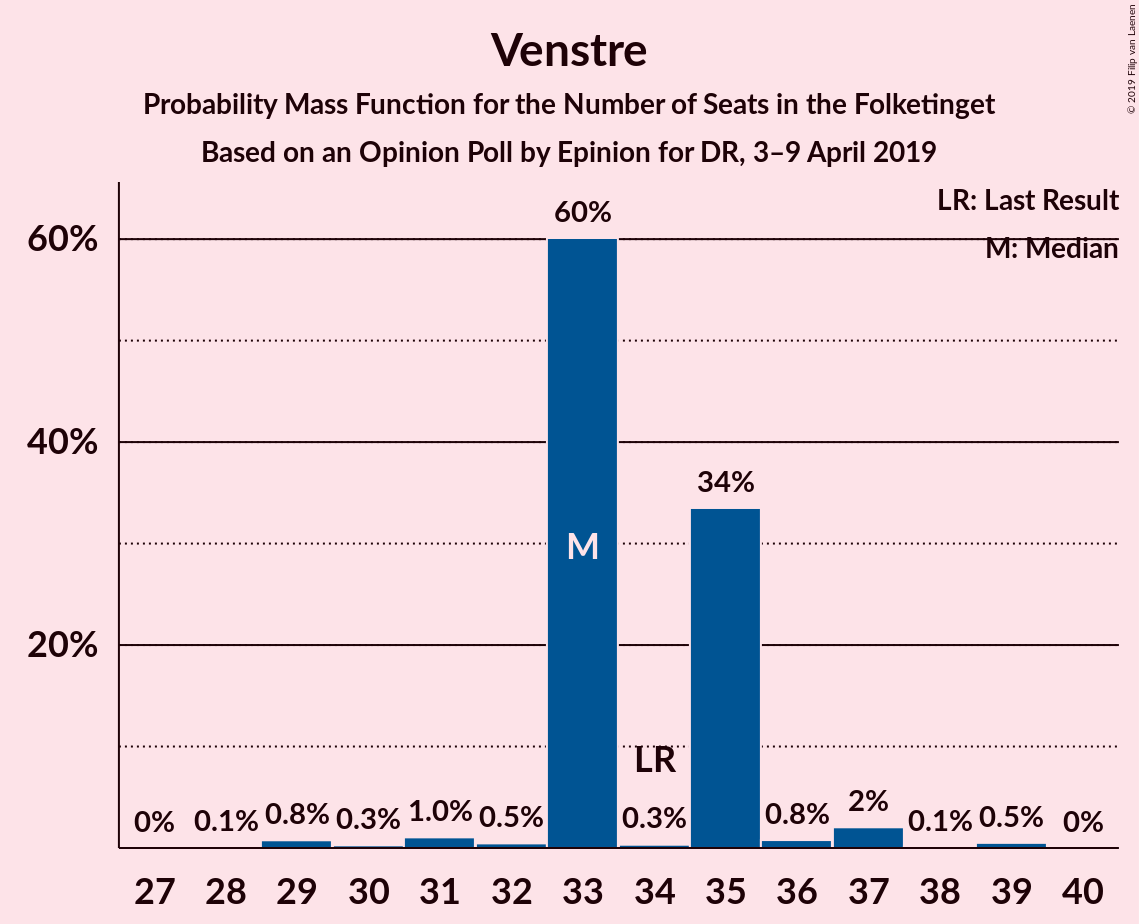 © 2019 Filip van Laenen
Venstre
Probability Mass Function for the Number of Seats in the Folketinget
Based on an Opinion Poll by Epinion for DR, 3–9 April 2019
LR: Last Result
M: Median
60%
40%
20%
0% 0.1% 0.8% 0.3% 1.0% 0.5% 60% 0.3% 34% 0.8% 2% 0.1% 0.5% 0%
M
LR
27 28 29 30 31 32 33 34 35 36 37 38 39 40